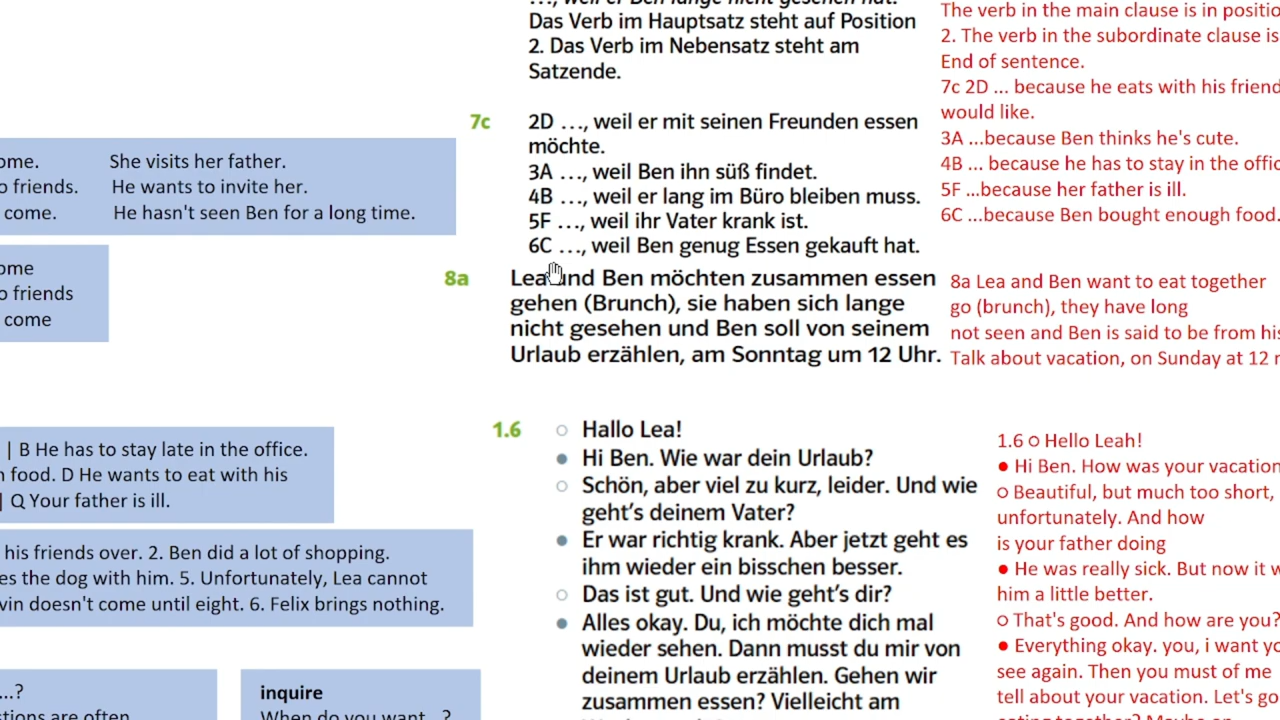 ..., weil er Ben lange nicht gesehen hat.
Das Verb im Hauptsatz steht auf Position
2. Das Verb im Nebensatz steht am
Satzende.
7c
2D ..., weil er mit seinen Freunden essen
möchte.
3A ..., weil Ben ihn süß findet.
4B ..., weil er lang im Büro bleiben muss.
5F ..., weil ihr Vater krank ist.
6C ..., weil Ben genug Essen gekauft hat.
8a
Lea und Ben möchten zusammen essen
gehen (Brunch), sie haben sich lange
nicht gesehen und Ben soll von seinem
Urlaub erzählen, am Sonntag um 12 Uhr.
1.6
○ Hallo Lea!
● Hi Ben. Wie war dein Urlaub?
○ Schön, aber viel zu kurz, leider. Und wie
geht's deinem Vater?
● Er war richtig krank. Aber jetzt geht es
ihm wieder ein bisschen besser.
○ Das ist gut. Und wie geht's dir?
● Alles okay. Du, ich möchte dich mal
wieder sehen. Dann musst du mir von
deinem Urlaub erzählen. Gehen wir
zusammen essen? Vielleicht am
The verb in the main clause is in
2. The verb in the subordinate clause is
End of sentence.
7c 2D ... because he eats with his
would like.
3A ...because Ben thinks he's cute.
4B ... because he has to stay in the
5F ...because her father is ill.
6C ...because Ben bought enough food.
8a Lea and Ben want to eat together
go (brunch), they have long
not seen and Ben is said to be from
Talk about vacation, on Sunday at 12
1.6 ○ Hello Leah!
● Hi Ben. How was your
○ Beautiful, but much too short,
unfortunately. And how
is your father doing
● He was really sick. But now it
him a little better.
○ That's good. And how are you?
● Everything okay. you, i want
see again. Then you must of me
tell about your vacation. Let's go
She visits her father.
friends. He wants to invite her.
come. He hasn't seen Ben for a long time.
friends
come
| B He has to stay late in the office.
food. D He wants to eat with his
| Q Your father is ill.
his friends over. 2. Ben did a lot of shopping.
the dog with him. 5. Unfortunately, Lea cannot
doesn't come until eight. 6. Felix brings nothing.
...?
are often
inquire
When do you want ...?